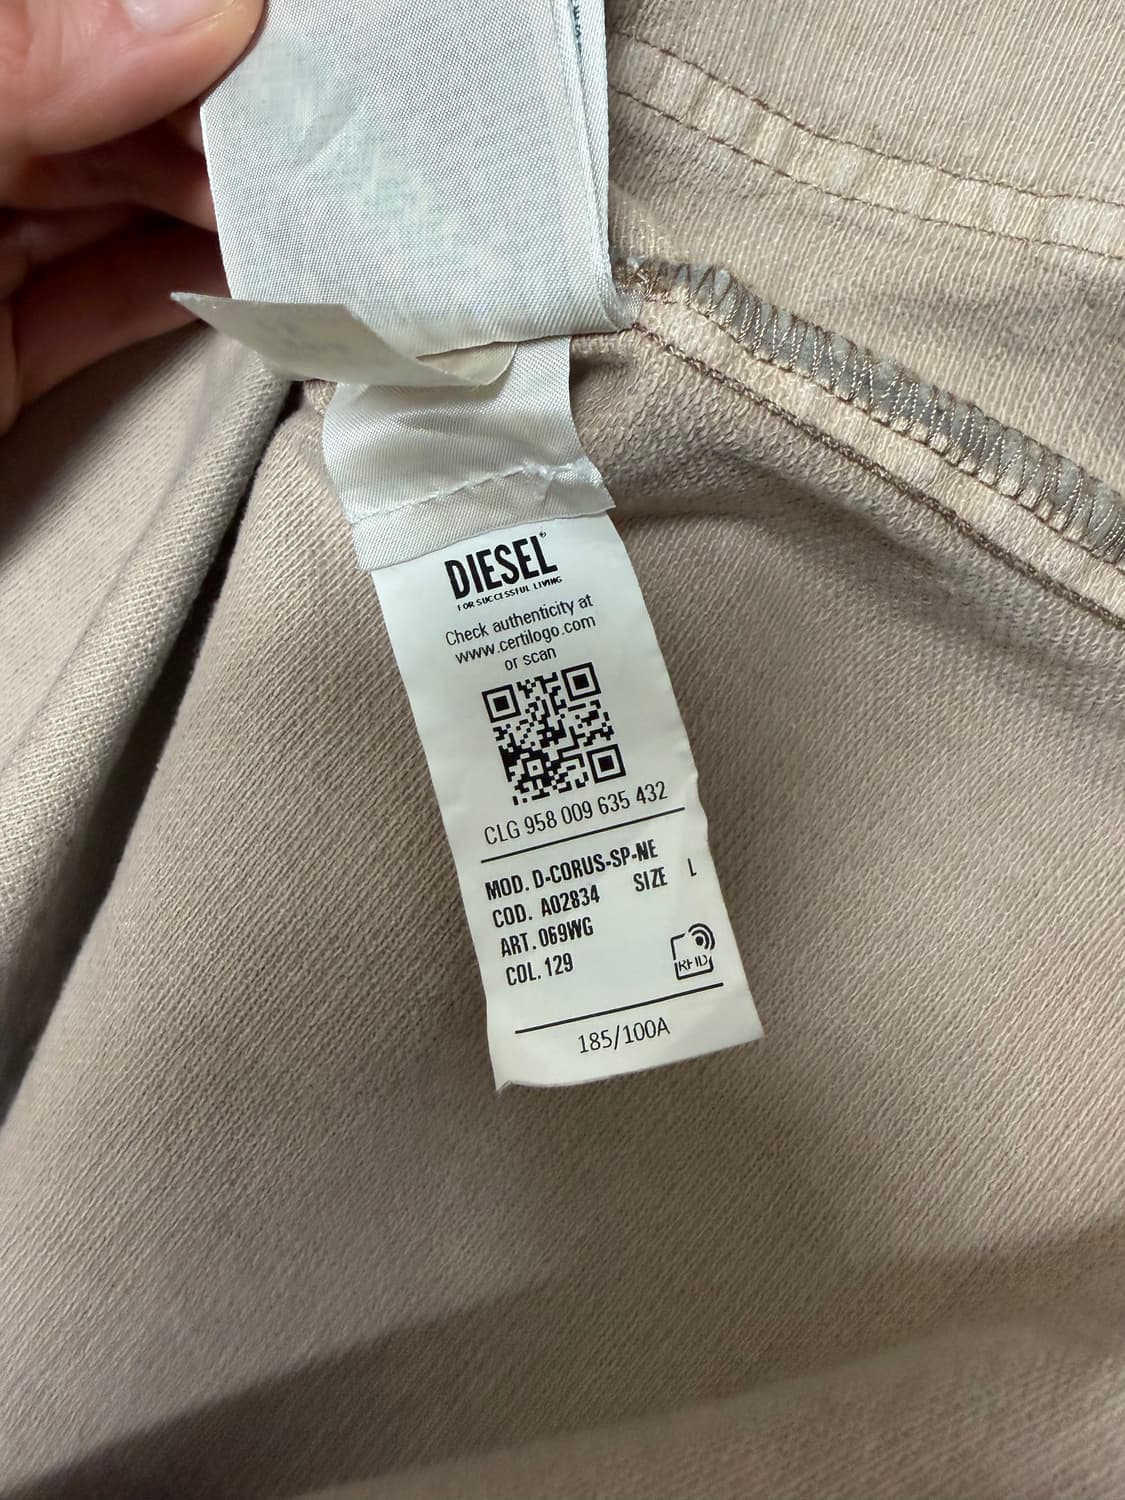 DIESEL
FOR SUCCESSFUL LIVING
Check authenticity at
www.certilogo.com
or scan
CLG 958 009 635 432
MOD. D-CORUS-SP-NE
COD. A02834 SIZE L
ART. 069WG
COL. 129
RFID
185/100A